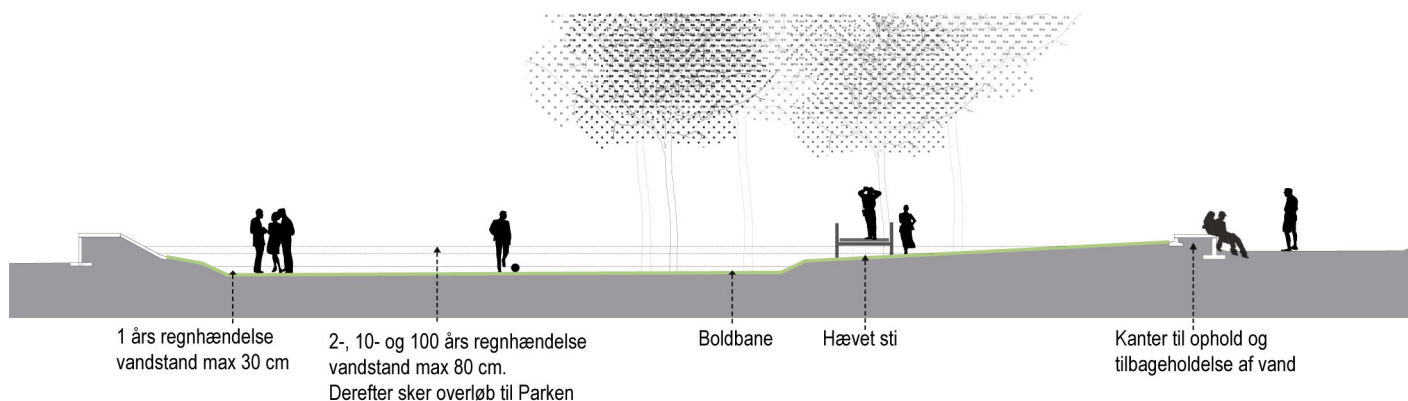 1 års regnhændelse
vandstand max 30 cm
2-, 10- og 100 års regnhændelse
vandstand max 80 cm.
Derefter sker overløb til Parken
Boldbane
Hævet sti
Kanter til ophold og
tilbageholdelse af vand